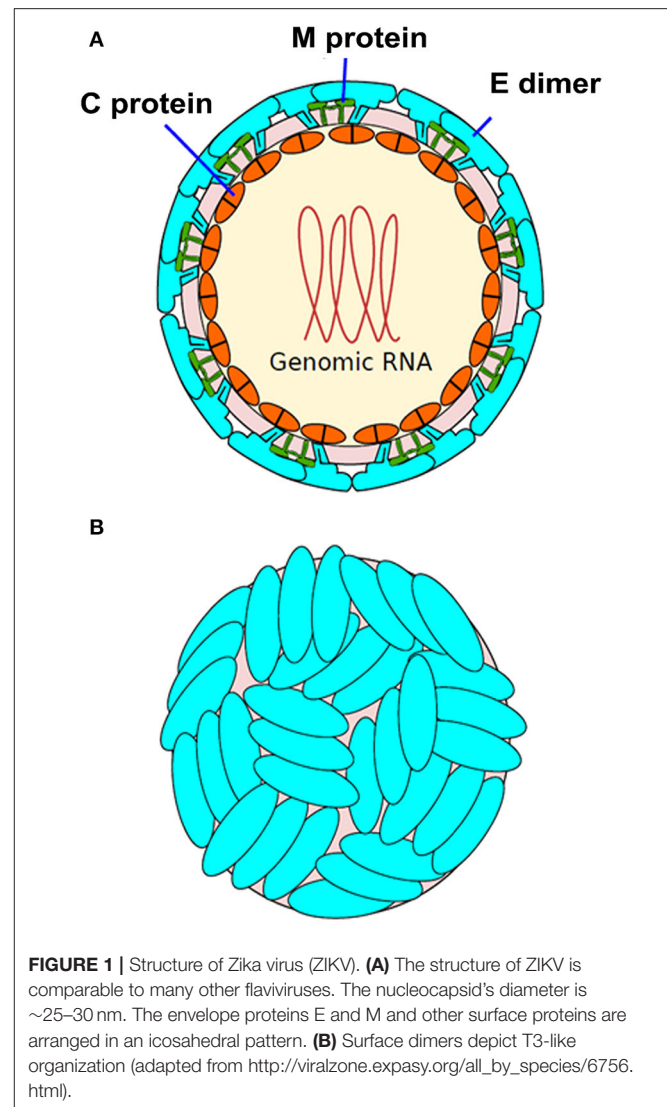 A
M protein
E dimer
C protein
Genomic RNA
B
FIGURE 1 | Structure of Zika virus (ZIKV). (A) The structure of ZIKV is
comparable to many other flaviviruses. The nucleocapsid’s diameter is
∼25–30 nm. The envelope proteins E and M and other surface proteins are
arranged in an icosahedral pattern. (B) Surface dimers depict T3-like
organization (adapted from http://viralzone.expasy.org/all_by_species/6756.
html).